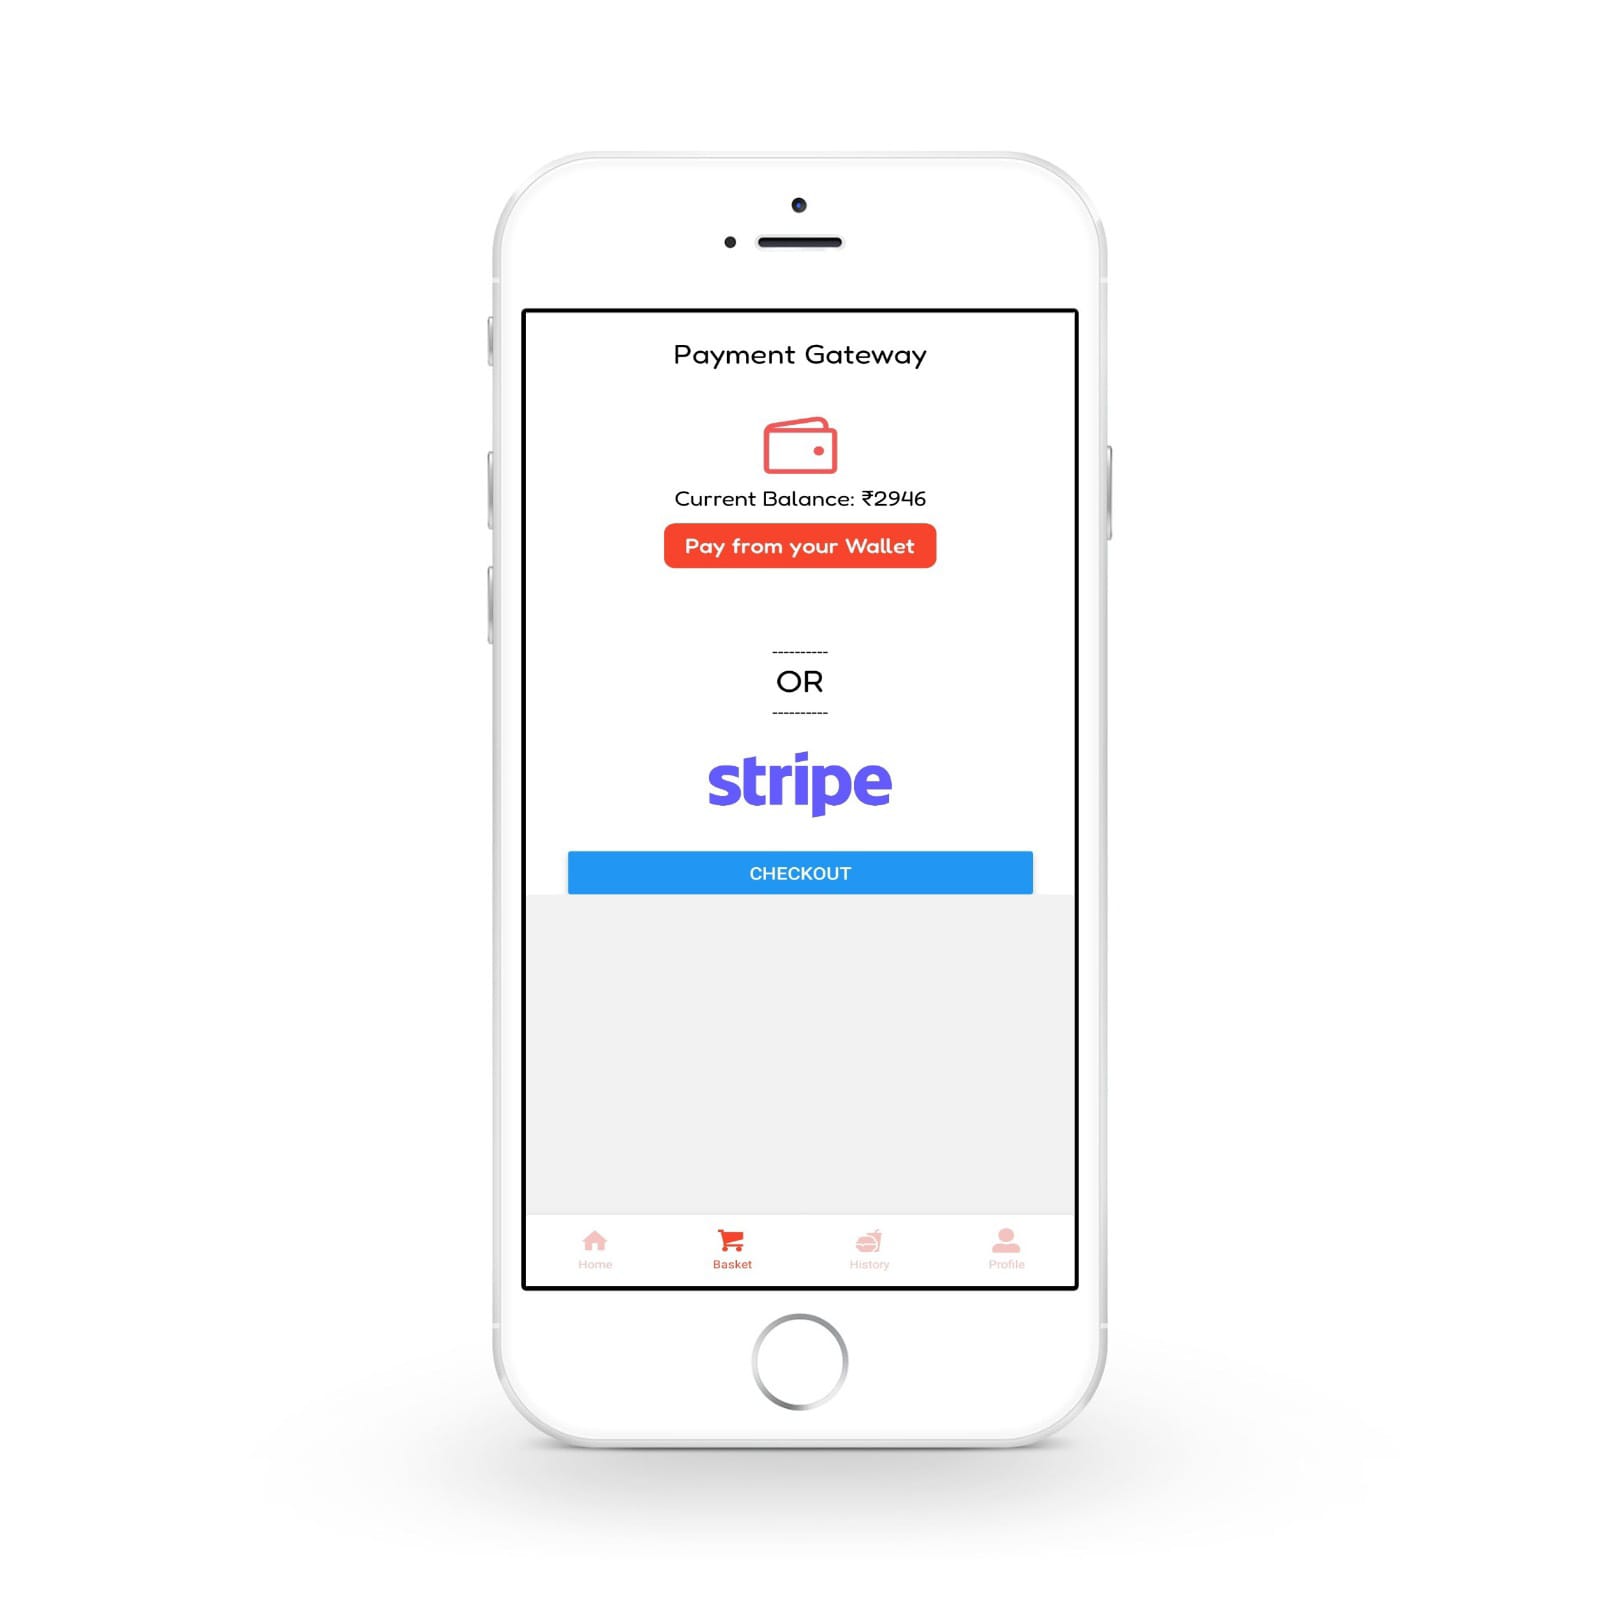 Payment Gateway
Current Balance: ₹2946
Pay from your Wallet
----------
OR
----------
stripe
CHECKOUT
Home
Basket
History
Profile